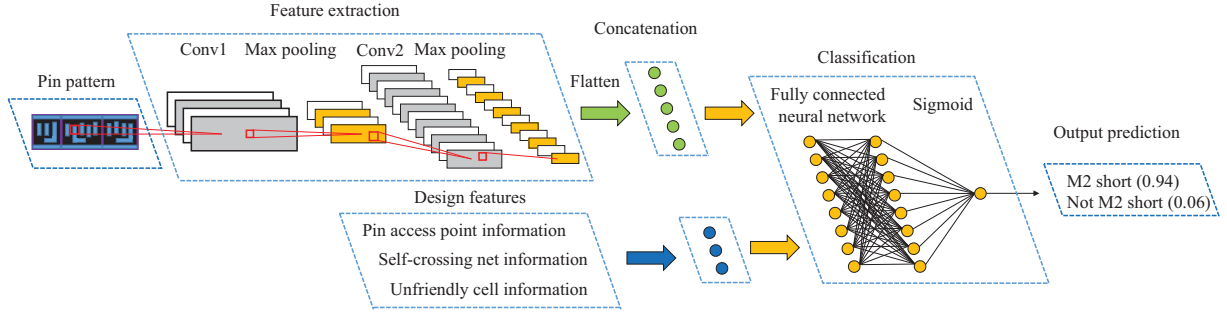 Feature extraction
Conv1 Max pooling Conv2 Max pooling
Pin pattern
Flatten
Concatenation
Classification
Fully connected
neural network
Sigmoid
Output prediction
M2 short (0.94)
Not M2 short (0.06)
Design features
Pin access point information
Self-crossing net information
Unfriendly cell information